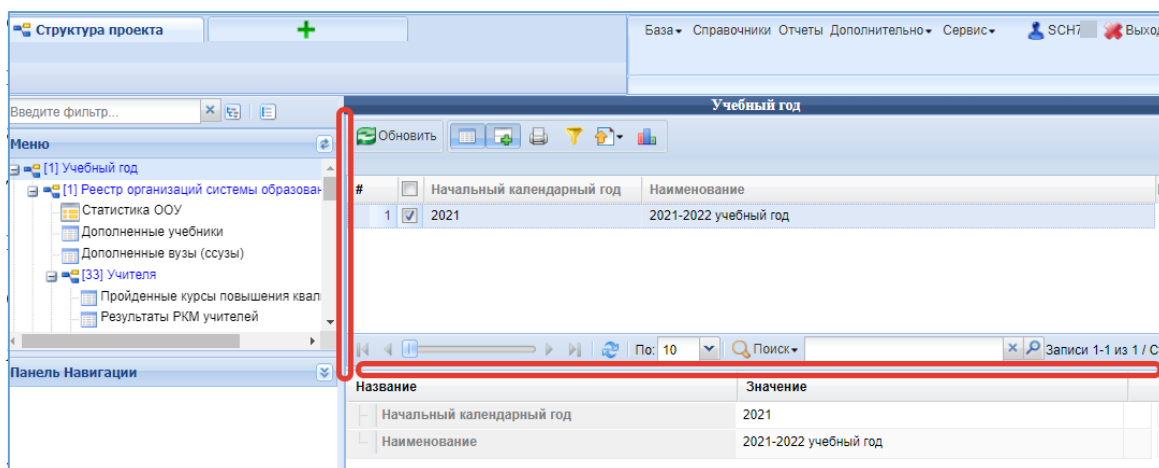 Структура проекта
База Справочники Отчеты Дополнительно Сервис SCH7 Выход
Введите фильтр...
Учебный год
Меню
Обновить
[1] Учебный год
[1] Реестр организаций системы образован
# Начальный календарный год Наименование
Статистика ООУ
1 2021 2021-2022 учебный год
Дополненные учебники
Дополненные вузы (ссузы)
[33] Учителя
Пройденные курсы повышения квал
Результаты РКМ учителей
По: 10 Поиск Записи 1-1 из 1 / С
Панель Навигации
Название Значение
Начальный календарный год 2021
Наименование 2021-2022 учебный год